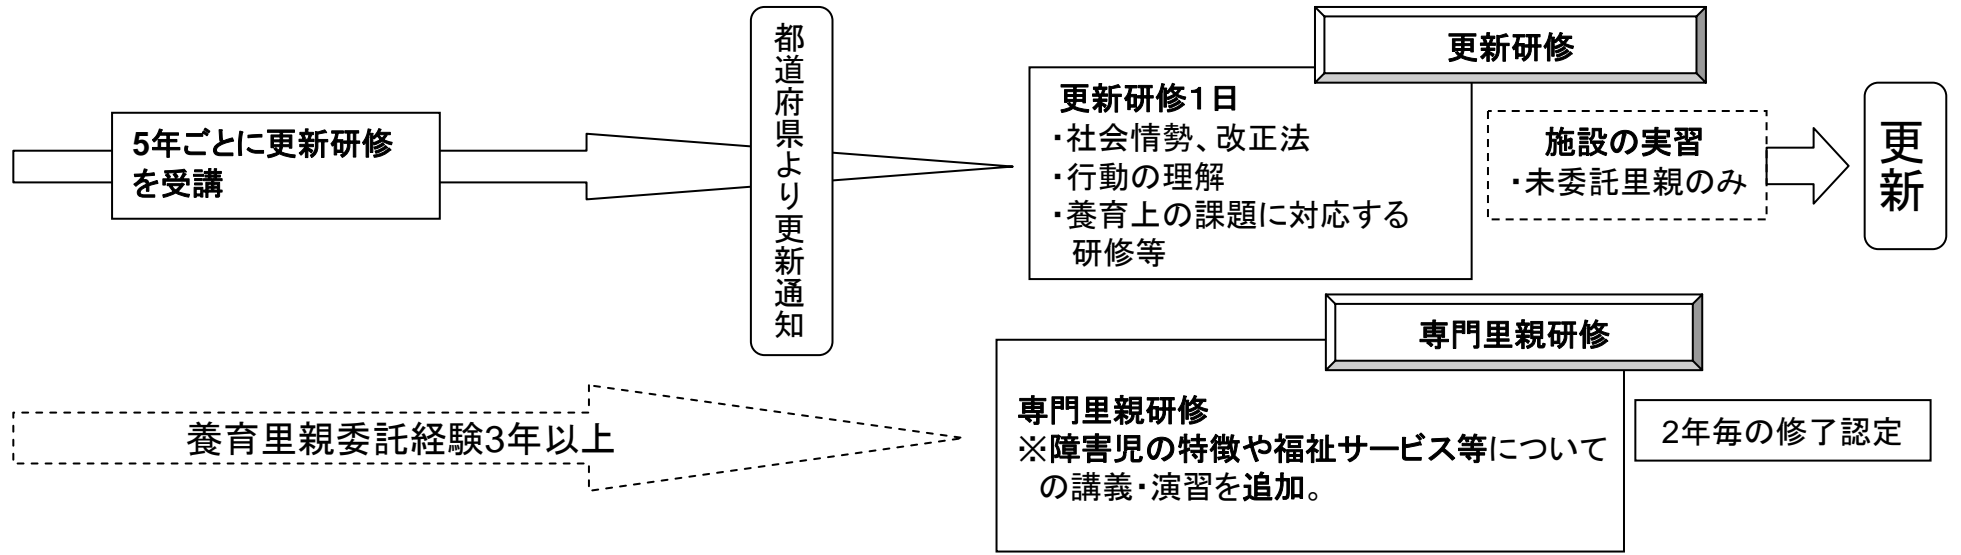 5年ごとに更新研修
を受講
都道府県より更新通知
更新研修
更新研修1日
・社会情勢、改正法
・行動の理解
・養育上の課題に対応する
研修等
施設の実習
・未委託里親のみ
更新
養育里親委託経験3年以上
専門里親研修
専門里親研修
※障害児の特徴や福祉サービス等について
の講義・演習を追加。
2年毎の修了認定